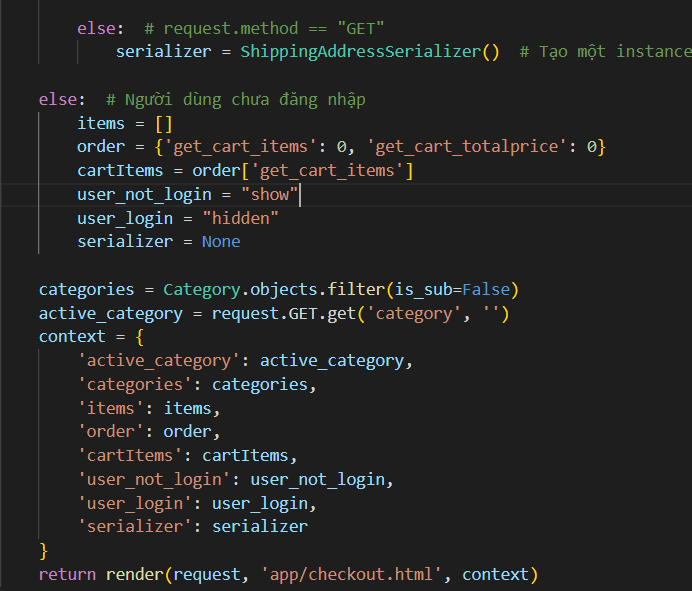 else:  # request.method == "GET"
serializer = ShippingAddressSerializer()  # Tạo một instance
else:  # Người dùng chưa đăng nhập
items = []
order = {'get_cart_items': 0, 'get_cart_totalprice': 0}
cartItems = order['get_cart_items']
user_not_login = "show"
user_login = "hidden"
serializer = None
categories = Category.objects.filter(is_sub=False)
active_category = request.GET.get('category', '')
context = {
'active_category': active_category,
'categories': categories,
'items': items,
'order': order,
'cartItems': cartItems,
'user_not_login': user_not_login,
'user_login': user_login,
'serializer': serializer
}
return render(request, 'app/checkout.html', context)